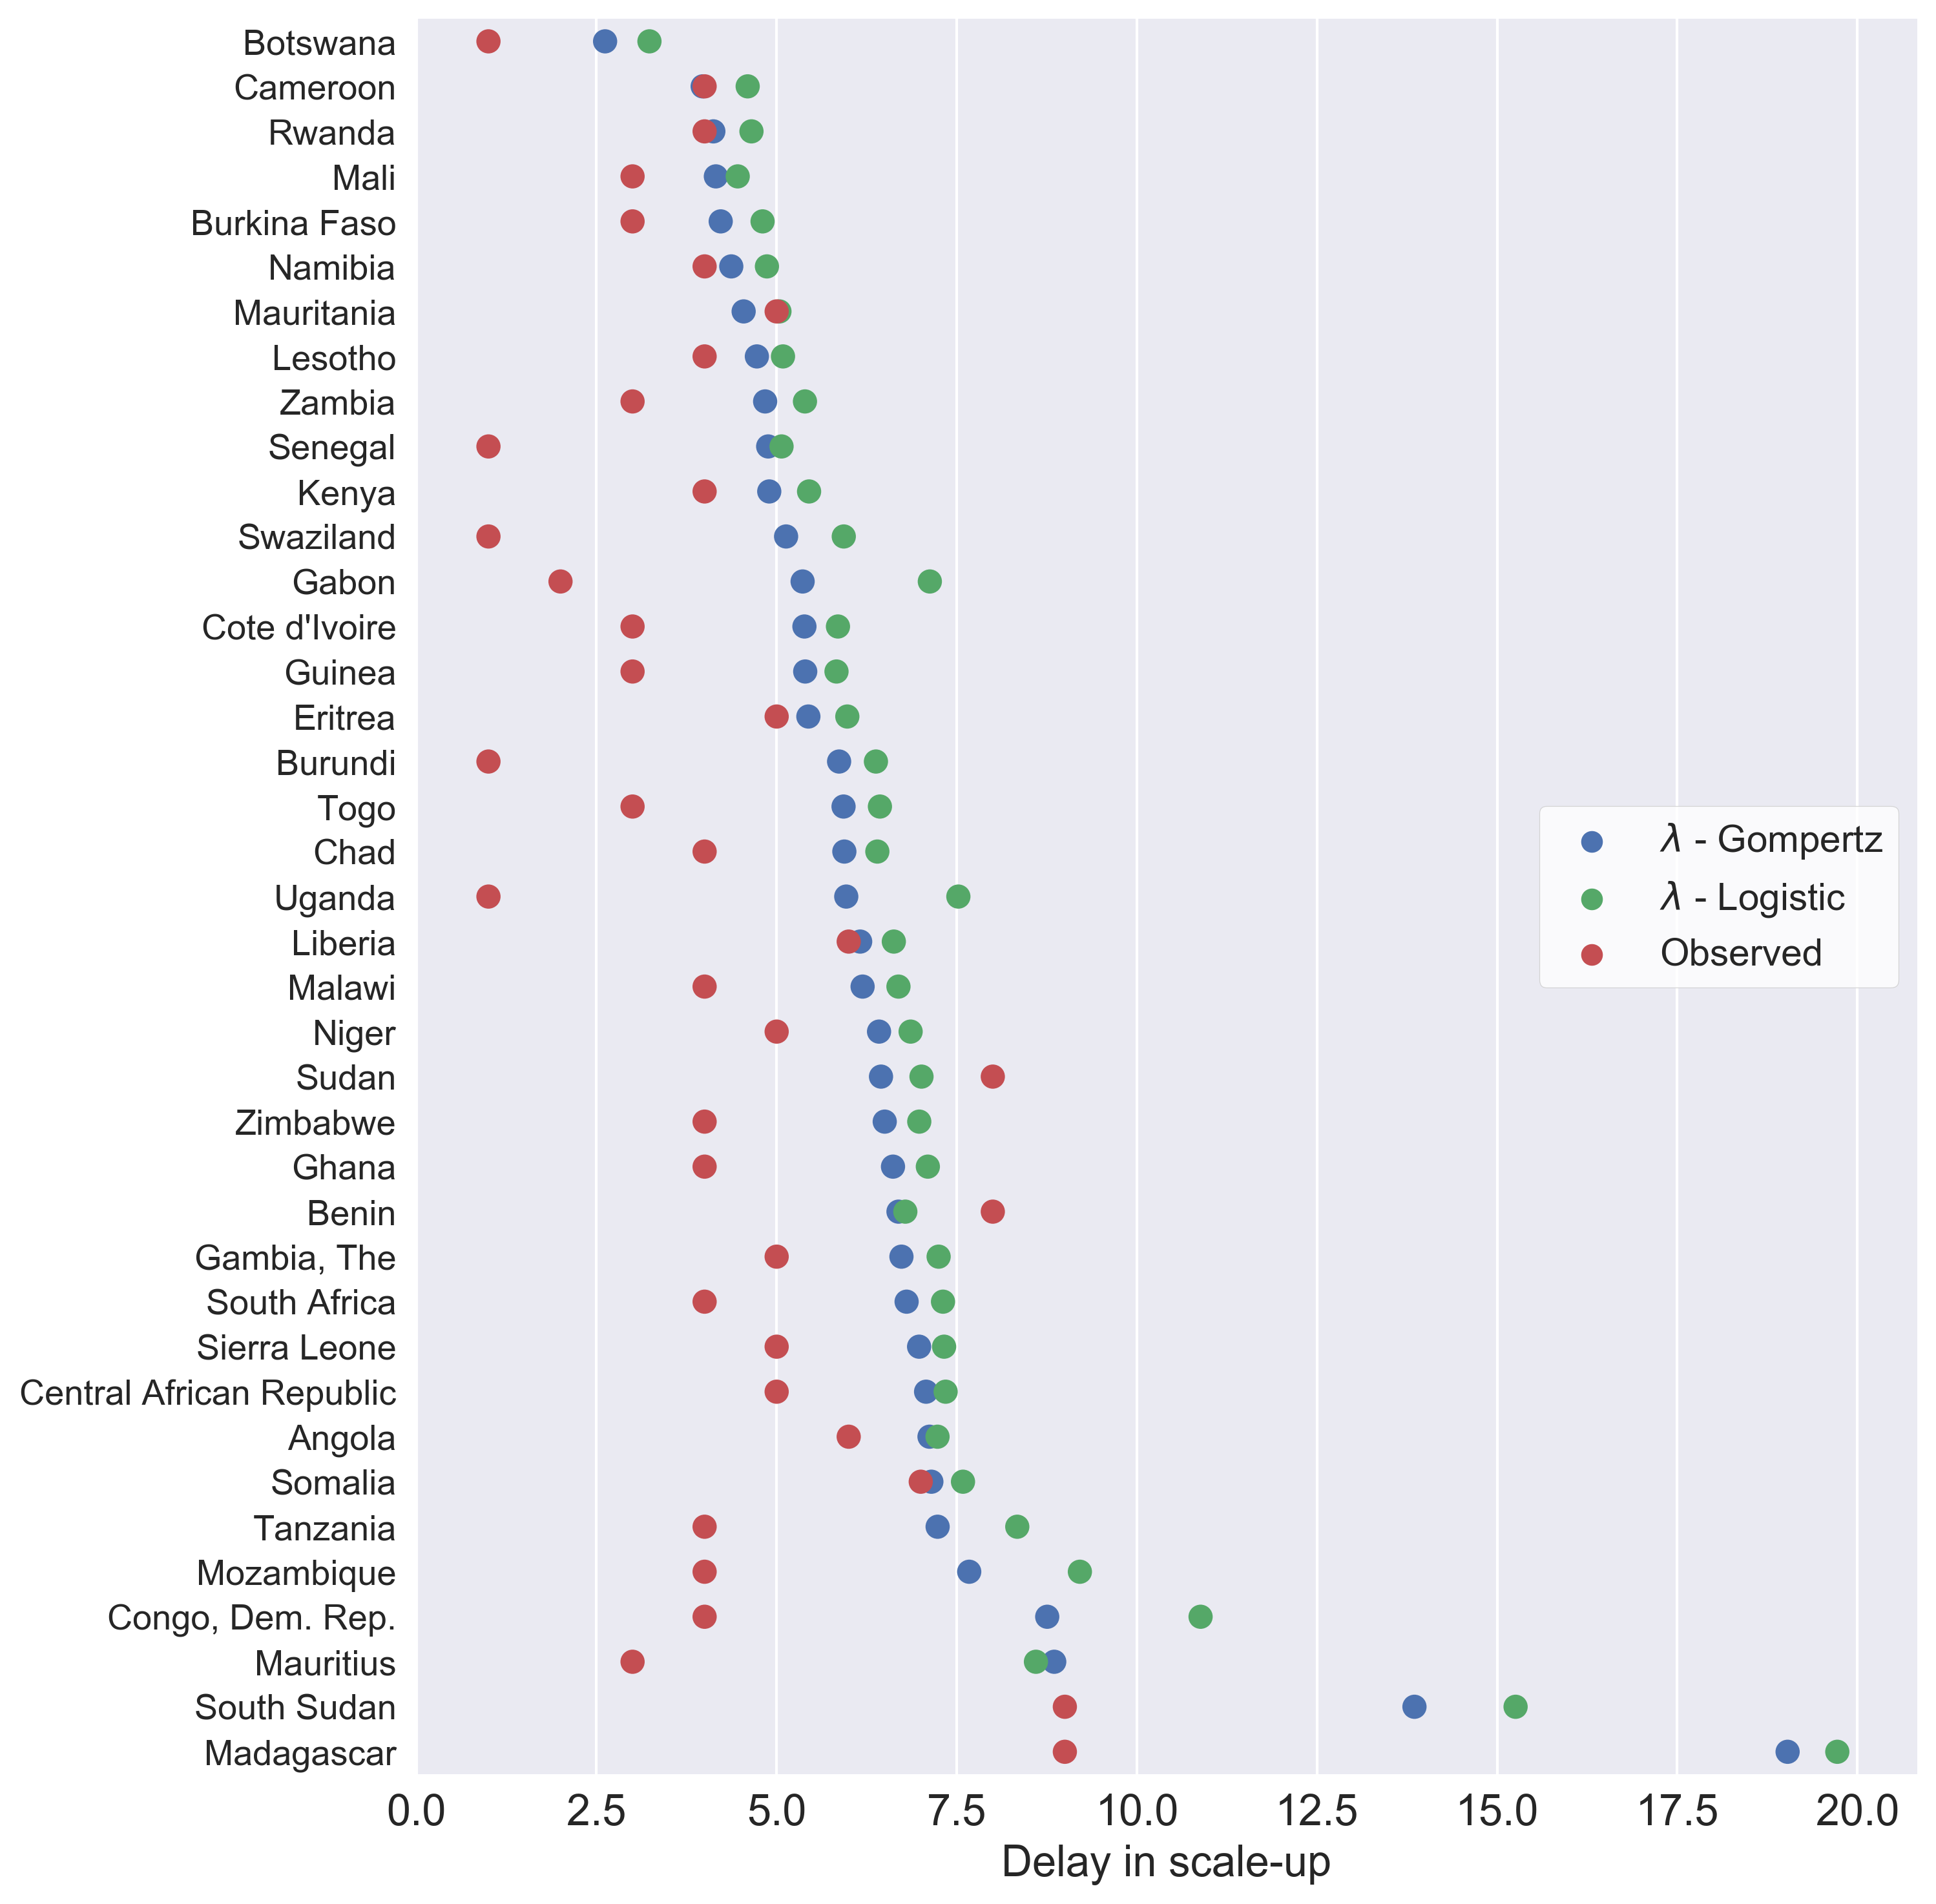 Botswana
Cameroon
Rwanda
Mali
Burkina Faso
Namibia
Mauritania
Lesotho
Zambia
Senegal
Kenya
Swaziland
Gabon
Cote d'Ivoire
Guinea
Eritrea
Burundi
Togo
Chad
Uganda
Liberia
Malawi
Niger
Sudan
Zimbabwe
Ghana
Benin
Gambia, The
South Africa
Sierra Leone
Central African Republic
Angola
Somalia
Tanzania
Mozambique
Congo, Dem. Rep.
Mauritius
South Sudan
Madagascar
λ - Gompertz
λ - Logistic
Observed
0.0 2.5 5.0 7.5 10.0 12.5 15.0 17.5 20.0
Delay in scale-up